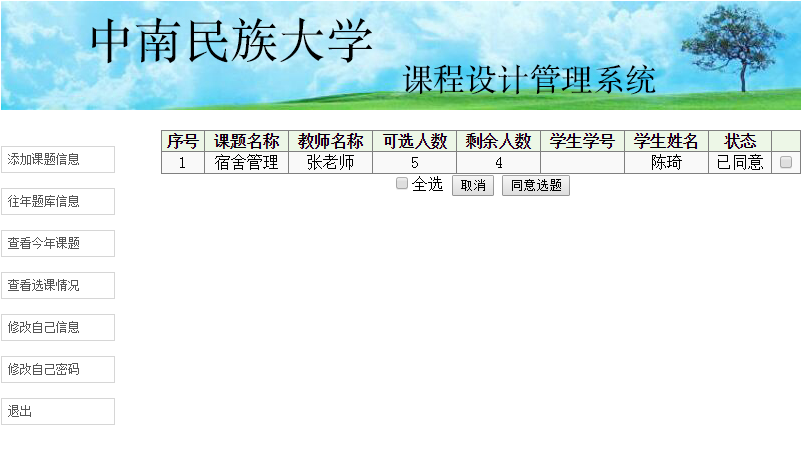 中南民族大学
课程设计管理系统
添加课题信息
往年题库信息
查看今年课题
查看选课情况
修改自己信息
修改自己密码
退出
序号 课题名称 教师名称 可选人数 剩余人数 学生学号 学生姓名 状态
1 宿舍管理 张老师 5 4 陈琦 已同意
全选 取消 同意选题